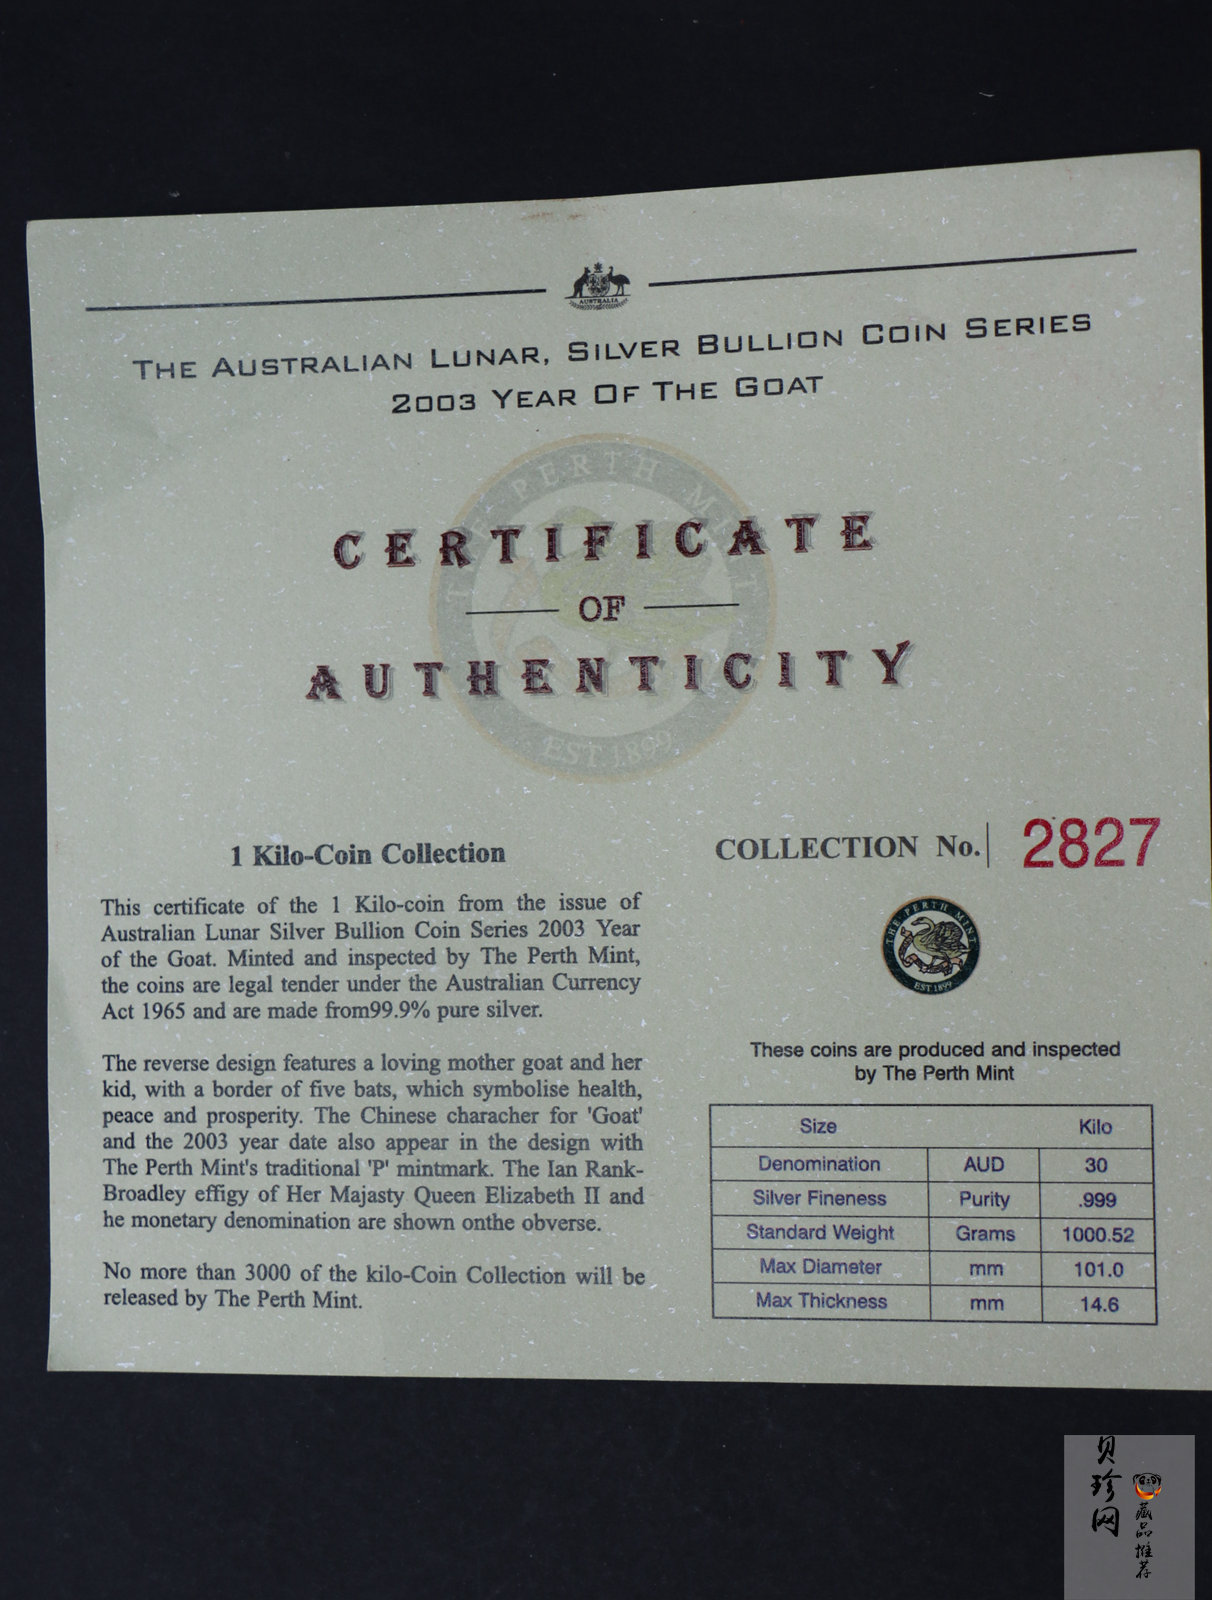 AUSTRALIA
THE AUSTRALIAN LUNAR, SILVER BULLION COIN SERIES
2003 YEAR OF THE GOAT
THE PERTH MINT
CERTIFICATE
OF
AUTHENTICITY
EST.1899
1 Kilo-Coin Collection
This certificate of the 1 Kilo-coin from the issue of
Australian Lunar Silver Bullion Coin Series 2003 Year
of the Goat. Minted and inspected by The Perth Mint,
the coins are legal tender under the Australian Currency
Act 1965 and are made from99.9% pure silver.
The reverse design features a loving mother goat and her
kid, with a border of five bats, which symbolise health,
peace and prosperity. The Chinese characher for 'Goat'
and the 2003 year date also appear in the design with
The Perth Mint's traditional 'P' mintmark. The Ian Rank-
Broadley effigy of Her Majasty Queen Elizabeth II and
he monetary denomination are shown onthe obverse.
No more than 3000 of the kilo-Coin Collection will be
released by The Perth Mint.
COLLECTION No. 2827
THE PERTH MINT
EST 1899
These coins are produced and inspected
by The Perth Mint
Size Kilo
Denomination AUD 30
Silver Fineness Purity .999
Standard Weight Grams 1000.52
Max Diameter mm 101.0
Max Thickness mm 14.6
贝珍网
藏品推荐